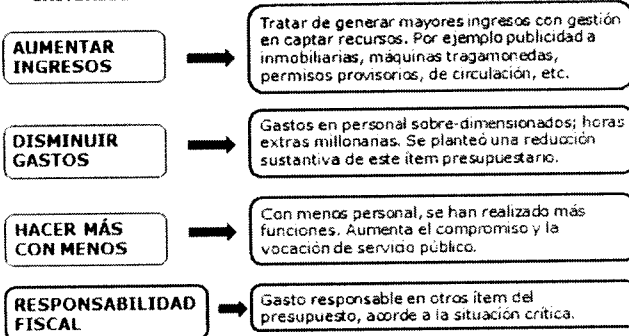 AUMENTAR
INGRESOS
Tratar de generar mayores ingresos con gestión
en captar recursos. Por ejemplo publicidad a
inmobiliarias, máquinas tragamonedas,
permisos provisorios, de circulación, etc.
DISMINUIR
GASTOS
Gastos en personal sobre-dimensionados; horas
extras millonarias. Se planteó una reducción
sustantiva de este ítem presupuestario.
HACER MÁS
CON MENOS
Con menos personal, se han realizado más
funciones. Aumenta el compromiso y la
vocación de servicio público.
RESPONSABILIDAD
FISCAL
Gasto responsable en otros ítem del
presupuesto, acorde a la situación crítica.